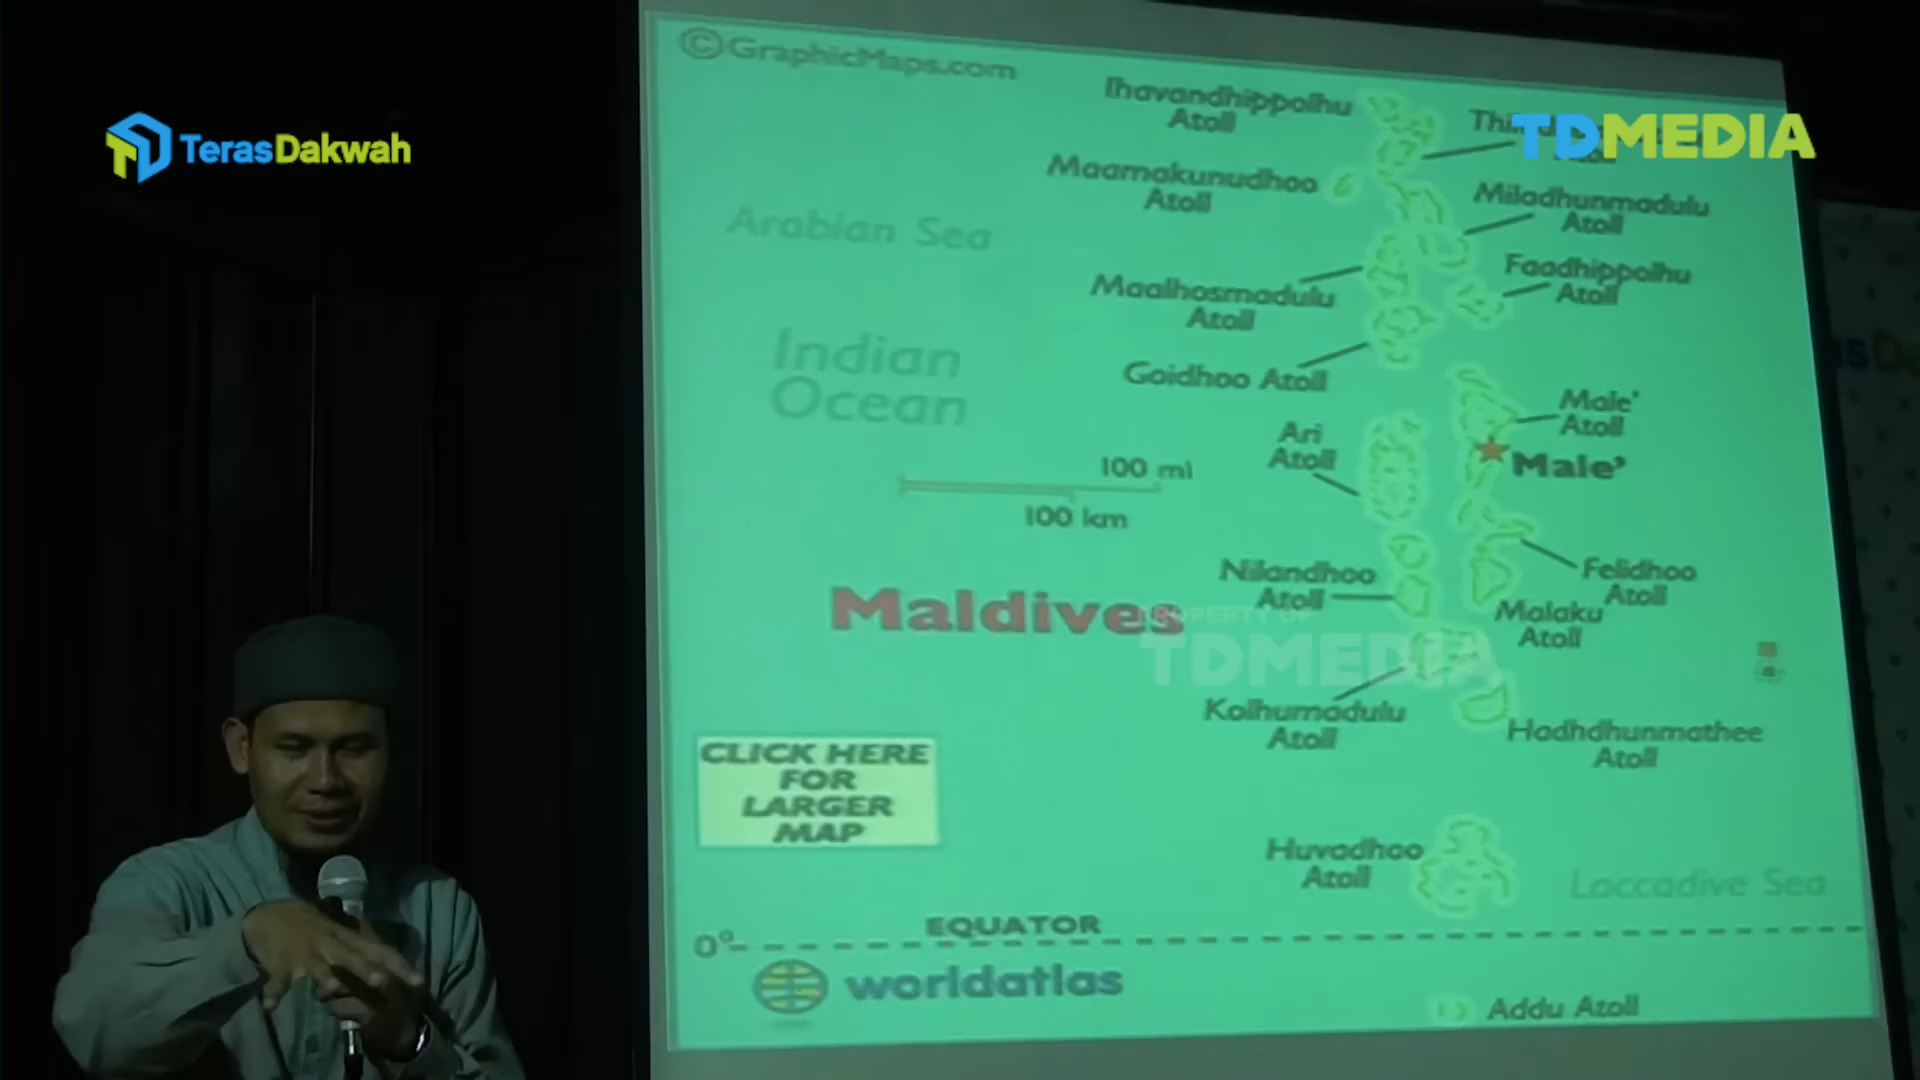 ©GraphicMaps.com
TerasDakwah
TDMEDIA
Ihavandhippolhu
Atoll
Maamakunudhoo
Atoll
Miladhunmadulu
Atoll
Arabian Sea
Faadhippolhu
Atoll
Maalhosmadulu
Atoll
Indian
Ocean
Goidhoo Atoll
Male'
Atoll
Ari
Atoll
Male'
100 mi
100 km
Nilandhoo
Atoll
Felidhoo
Atoll
Maldives
PROPERTY OF
TDMEDIA
Molaku
Atoll
Kolhumadulu
Atoll
Hadhdhunmathee
Atoll
CLICK HERE
FOR
LARGER
MAP
Huvadhoo
Atoll
Laccadive Sea
EQUATOR
0°
worldatlas
Addu Atoll